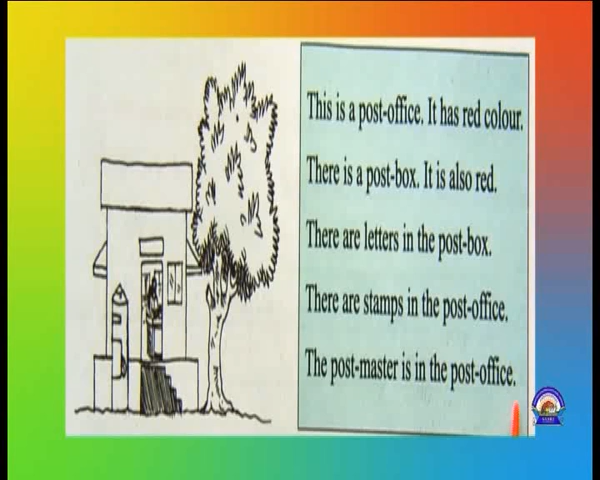 This is a post-office. It has red colour.
There is a post-box. It is also red.
There are letters in the post-box.
There are stamps in the post-office.
The post-master is in the post-office.